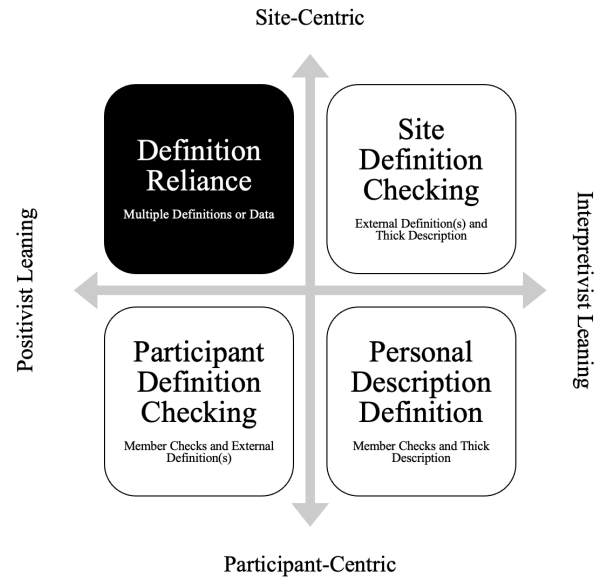 Site-Centric
Definition
Reliance
Multiple Definitions or Data
Site
Definition
Checking
External Definition(s) and
Thick Description
Positivist Leaning
Interpretivist Leaning
Participant
Definition
Checking
Member Checks and External
Definition(s)
Personal
Description
Definition
Member Checks and Thick
Description
Participant-Centric